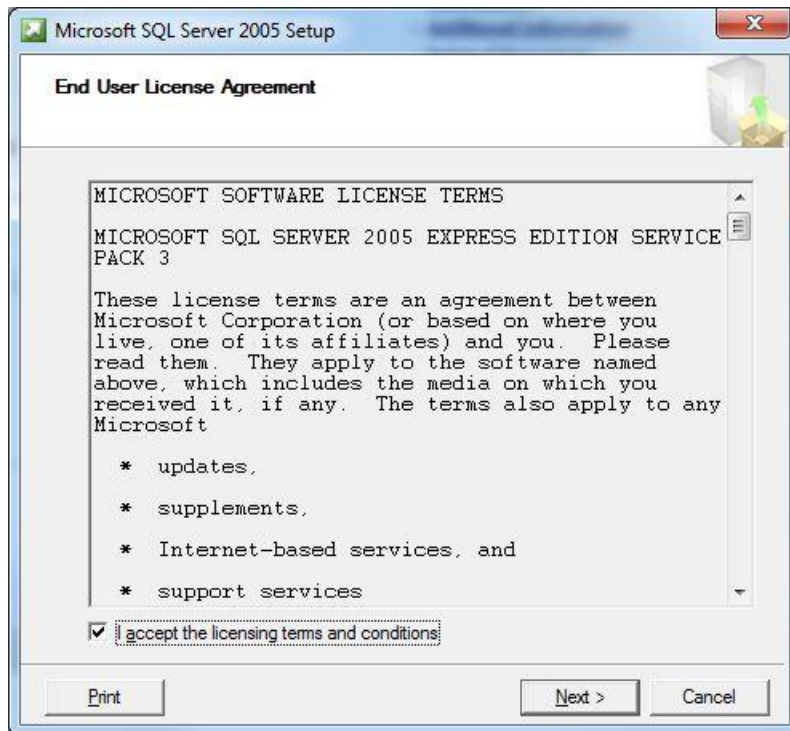 Microsoft SQL Server 2005 Setup
End User License Agreement
MICROSOFT SOFTWARE LICENSE TERMS
MICROSOFT SQL SERVER 2005 EXPRESS EDITION SERVICE
PACK 3
These license terms are an agreement between
Microsoft Corporation (or based on where you
live, one of its affiliates) and you.  Please
read them.  They apply to the software named
above, which includes the media on which you
received it, if any.  The terms also apply to any
Microsoft
* updates,
* supplements,
* Internet-based services, and
* support services
I accept the licensing terms and conditions
Print
Next >
Cancel